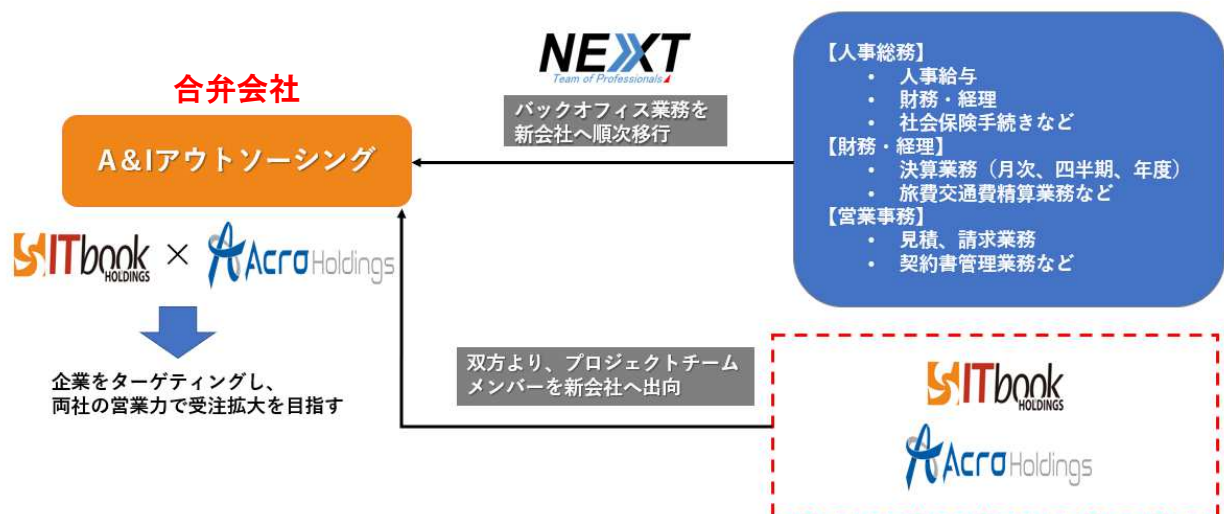 合弁会社
A&Iアウトソーシング
ITbook
HOLDINGS
×
Acro Holdings
企業をターゲティングし、
両社の営業力で受注拡大を目指す
NEXT
Team of Professionals
バックオフィス業務を
新会社へ順次移行
【人事総務】
• 人事給与
• 財務・経理
• 社会保険手続きなど
【財務・経理】
• 決算業務（月次、四半期、年度）
• 旅費交通費精算業務など
【営業事務】
• 見積、請求業務
• 契約書管理業務など
双方より、プロジェクトチーム
メンバーを新会社へ出向
ITbook
HOLDINGS
Acro Holdings